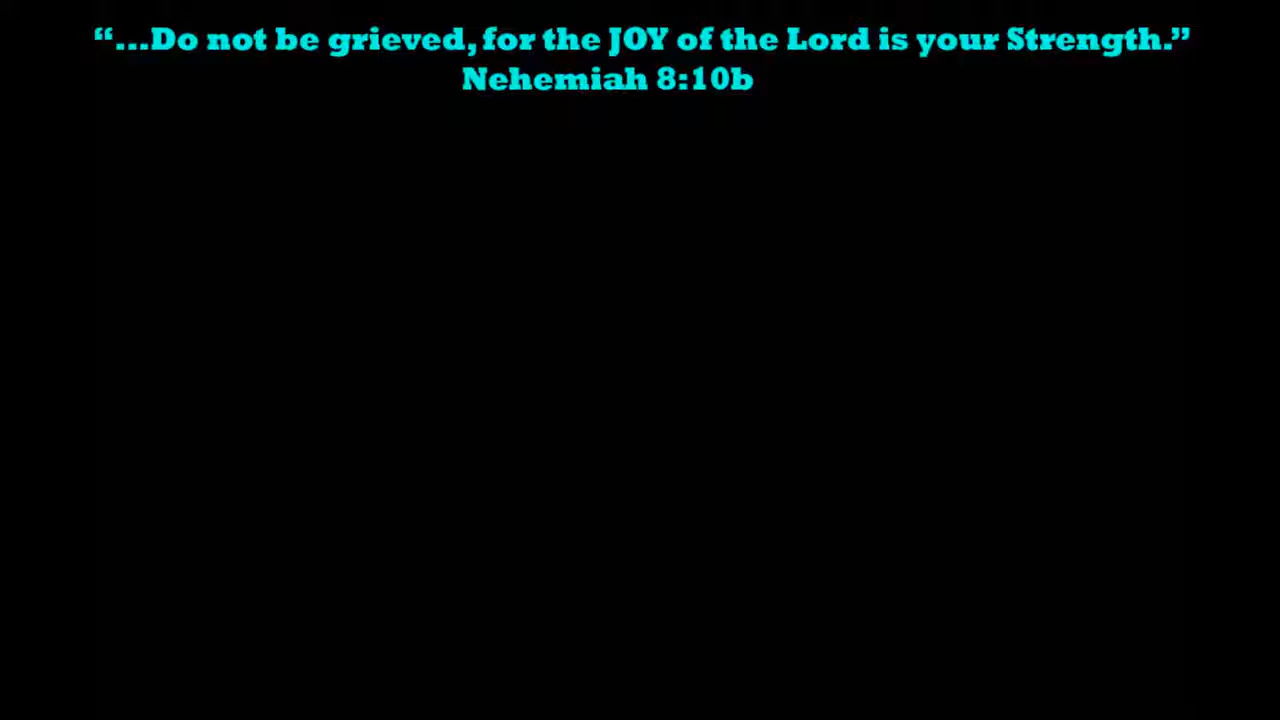 “...Do not be grieved, for the JOY of the Lord is your Strength.”
Nehemiah 8:10b